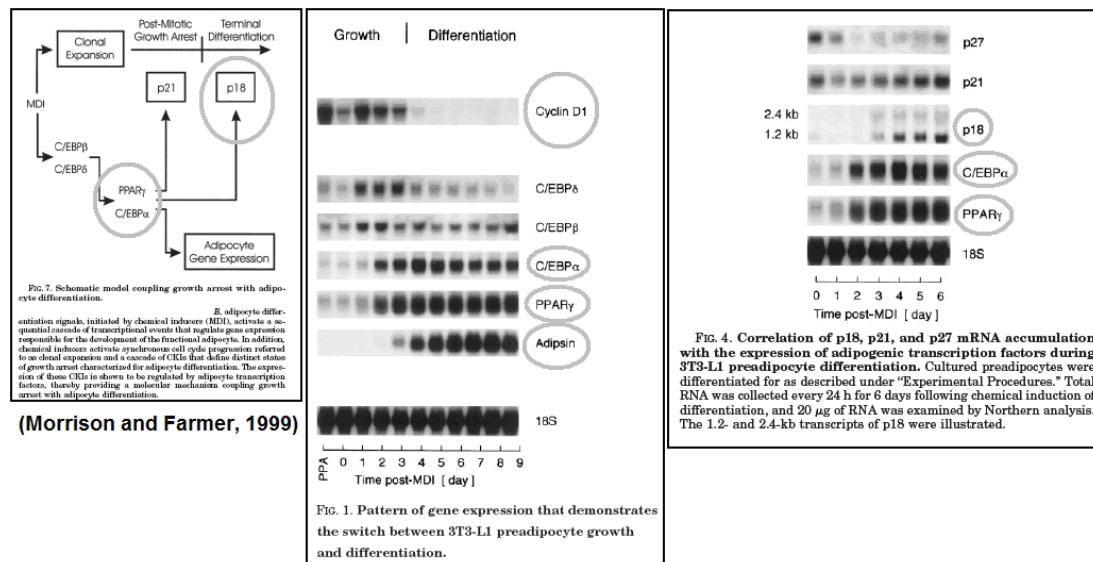 Post-Mitotic
Growth Arrest
Terminal
Differentiation
Clonal
Expansion
p21
p18
MDI
C/EBPβ
C/EBPδ
PPARγ
C/EBPα
Adipocyte
Gene Expression
FIG. 7. Schematic model coupling growth arrest with adipo-
cyte differentiation.
B, adipocyte differ-
entiation signals, initiated by chemical inducers (MDI), activate a se-
quential cascade of transcriptional events that regulate gene expression
responsible for the development of the functional adipocyte. In addition,
chemical inducers activate synchronous cell cycle progression referred
to as clonal expansion and a cascade of CKIs that define distinct states
of growth arrest characterized for adipocyte differentiation. The expres-
sion of these CKIs is shown to be regulated by adipocyte transcription
factors, thereby providing a molecular mechanism coupling growth
arrest with adipocyte differentiation.
(Morrison and Farmer, 1999)
Growth
Differentiation
Cyclin D1
C/EBPδ
C/EBPβ
C/EBPα
PPARγ
Adipsin
18S
PPA 0 1 2 3 4 5 6 7 8 9
Time post-MDI [ day ]
FIG. 1. Pattern of gene expression that demonstrates
the switch between 3T3-L1 preadipocyte growth
and differentiation.
p27
p21
2.4 kb
1.2 kb
p18
C/EBPα
PPARγ
18S
0 1 2 3 4 5 6
Time post-MDI [ day ]
FIG. 4. Correlation of p18, p21, and p27 mRNA accumulation
with the expression of adipogenic transcription factors during
3T3-L1 preadipocyte differentiation. Cultured preadipocytes were
differentiated for as described under “Experimental Procedures.” Total
RNA was collected every 24 h for 6 days following chemical induction of
differentiation, and 20 μg of RNA was examined by Northern analysis.
The 1.2- and 2.4-kb transcripts of p18 were illustrated.